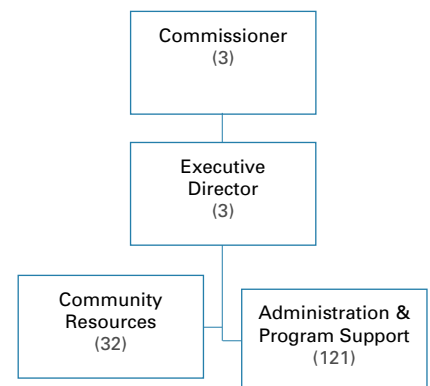 Commissioner
(3)
Executive
Director
(3)
Community
Resources
(32)
Administration &
Program Support
(121)